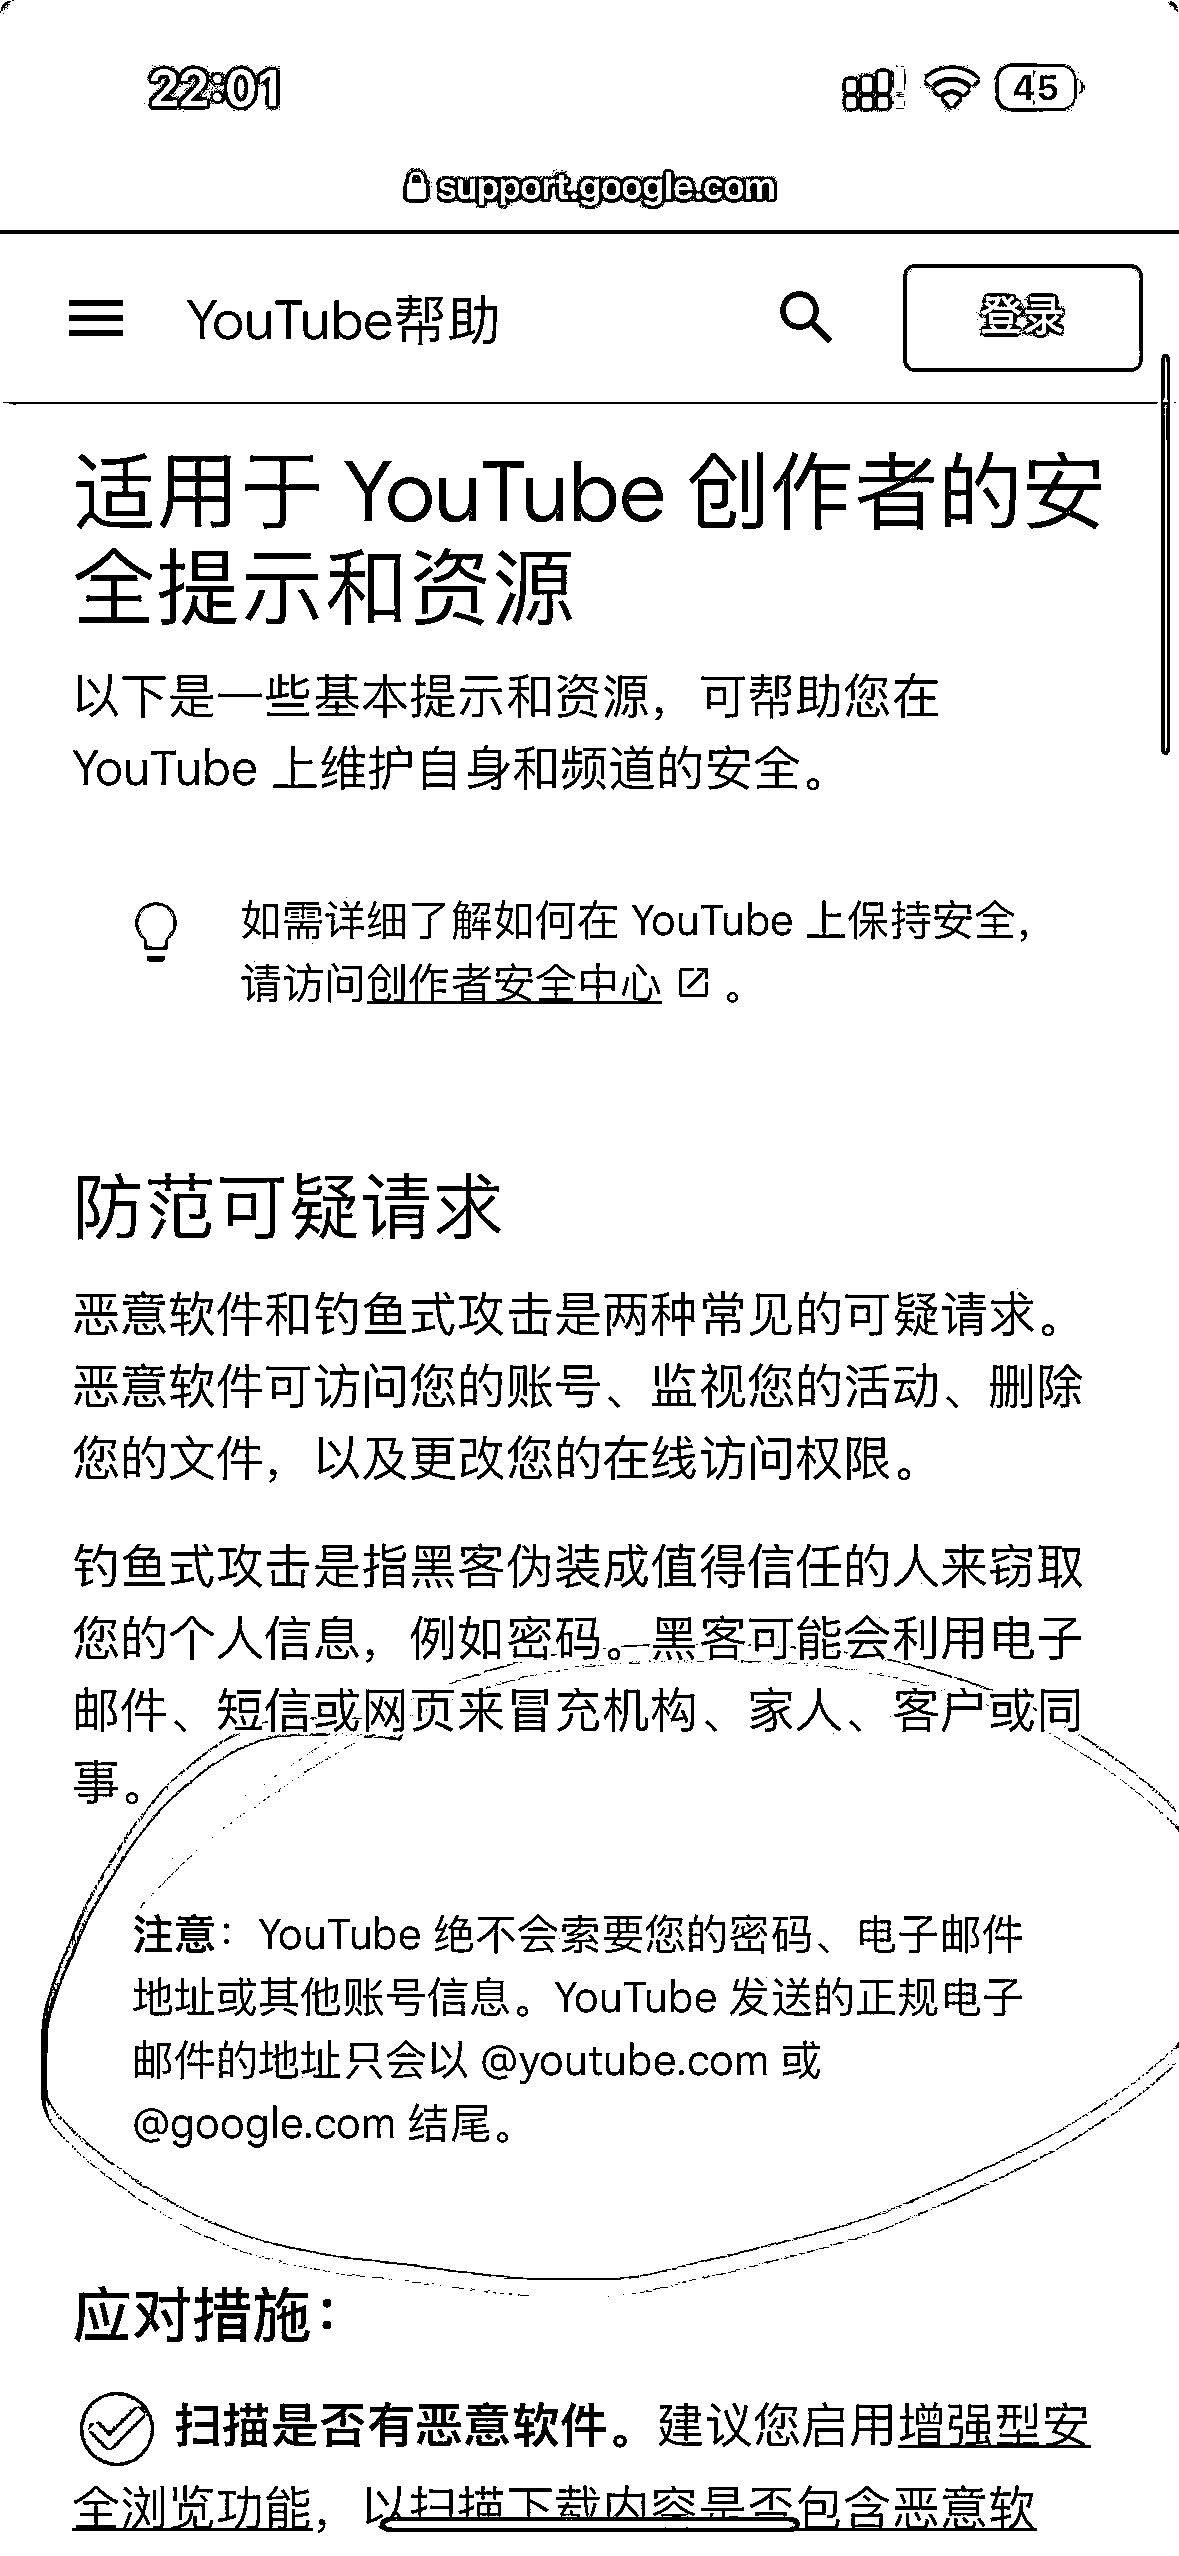 22:01
45
support.google.com
YouTube帮助
登录
适用于 YouTube 创作者的安
全提示和资源
以下是一些基本提示和资源，可帮助您在
YouTube 上维护自身和频道的安全。
如需详细了解如何在 YouTube 上保持安全，
请访问创作者安全中心 。
防范可疑请求
恶意软件和钓鱼式攻击是两种常见的可疑请求。
恶意软件可访问您的账号、监视您的活动、删除
您的文件，以及更改您的在线访问权限。
钓鱼式攻击是指黑客伪装成值得信任的人来窃取
您的个人信息，例如密码。黑客可能会利用电子
邮件、短信或网页来冒充机构、家人、客户或同
事。
注意：YouTube 绝不会索要您的密码、电子邮件
地址或其他账号信息。YouTube 发送的正规电子
邮件的地址只会以 @youtube.com 或
@google.com 结尾。
应对措施：
扫描是否有恶意软件。建议您启用增强型安
全浏览功能，以扫描下载内容是否包含恶意软